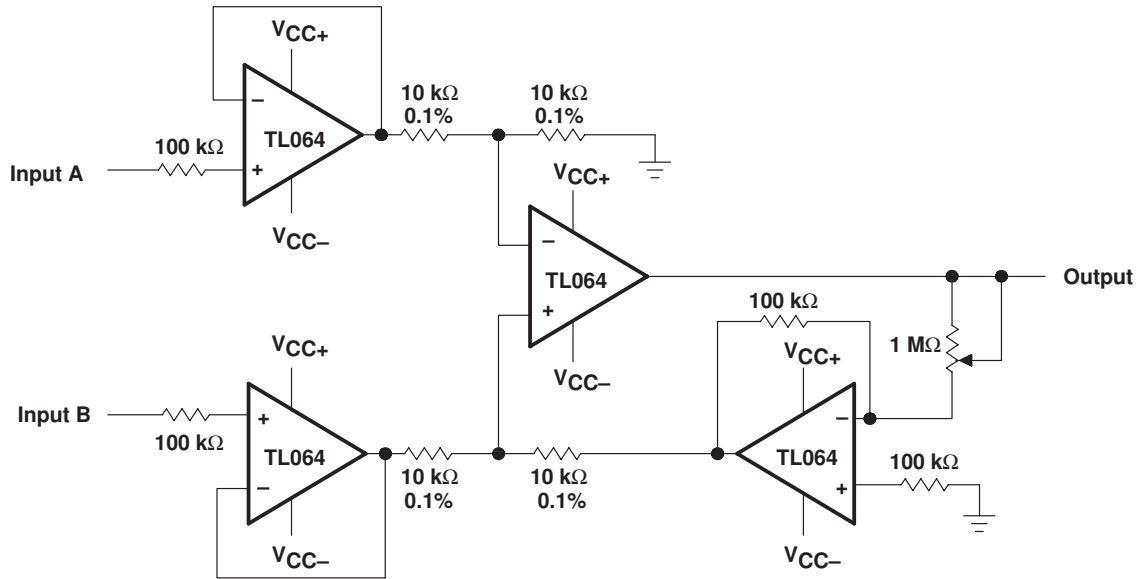 VCC+
10 kΩ
0.1%
10 kΩ
0.1%
−
TL064
100 kΩ
+
Input A
VCC–
VCC+
−
TL064
+
VCC–
Output
100 kΩ
1 MΩ
VCC+
VCC+
Input B
+
100 kΩ
TL064
−
−
TL064
+
100 kΩ
10 kΩ
0.1%
10 kΩ
0.1%
VCC–
VCC–